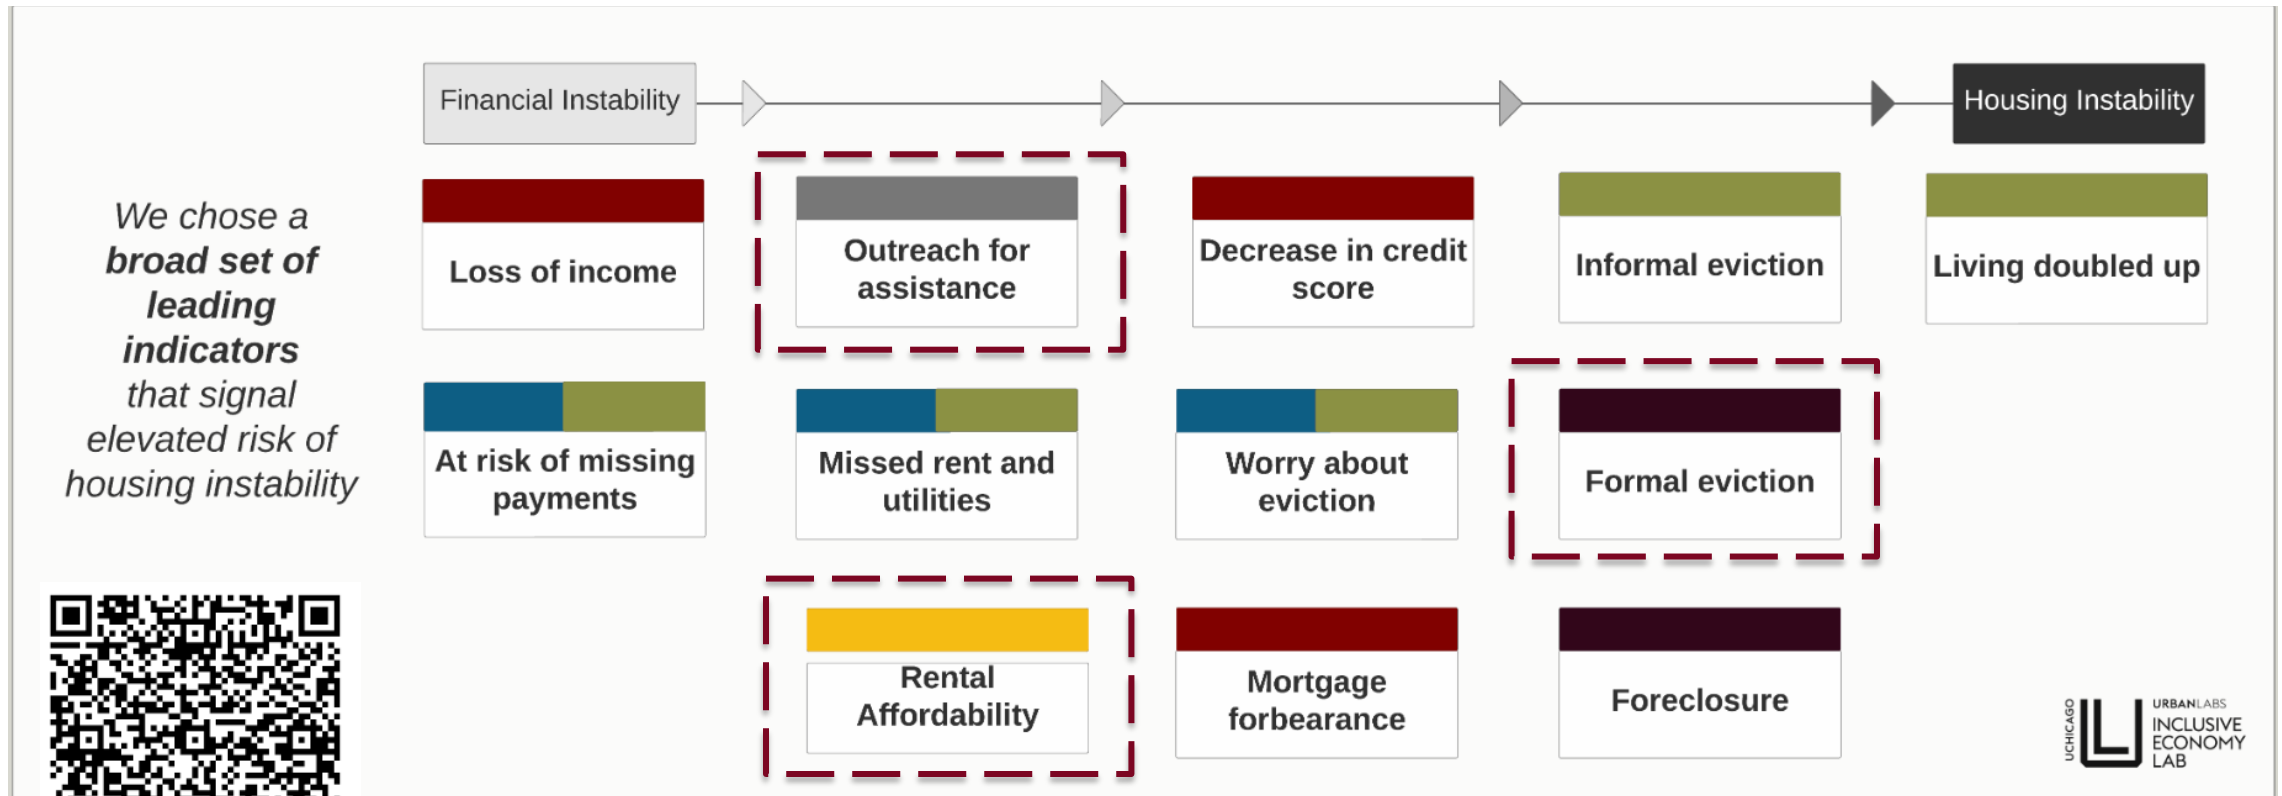 Financial Instability
Housing Instability
We chose a
broad set of
leading
indicators
that signal
elevated risk of
housing instability
Loss of income
Outreach for
assistance
Decrease in credit
score
Informal eviction
Living doubled up
At risk of missing
payments
Missed rent and
utilities
Worry about
eviction
Formal eviction
Rental
Affordability
Mortgage
forbearance
Foreclosure
UCHICAGO
URBANLABS
INCLUSIVE
ECONOMY
LAB